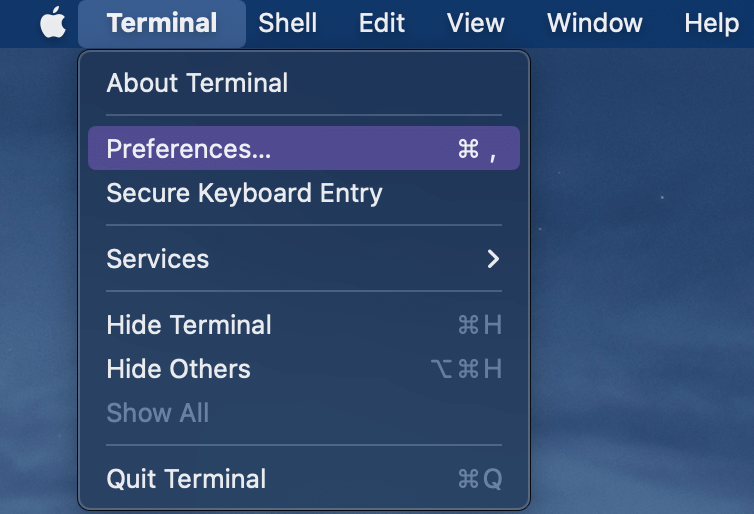 Terminal Shell Edit View Window Help
About Terminal
Preferences... ⌘ ,
Secure Keyboard Entry
Services
Hide Terminal ⌘H
Hide Others ⌥⌘H
Show All
Quit Terminal ⌘Q